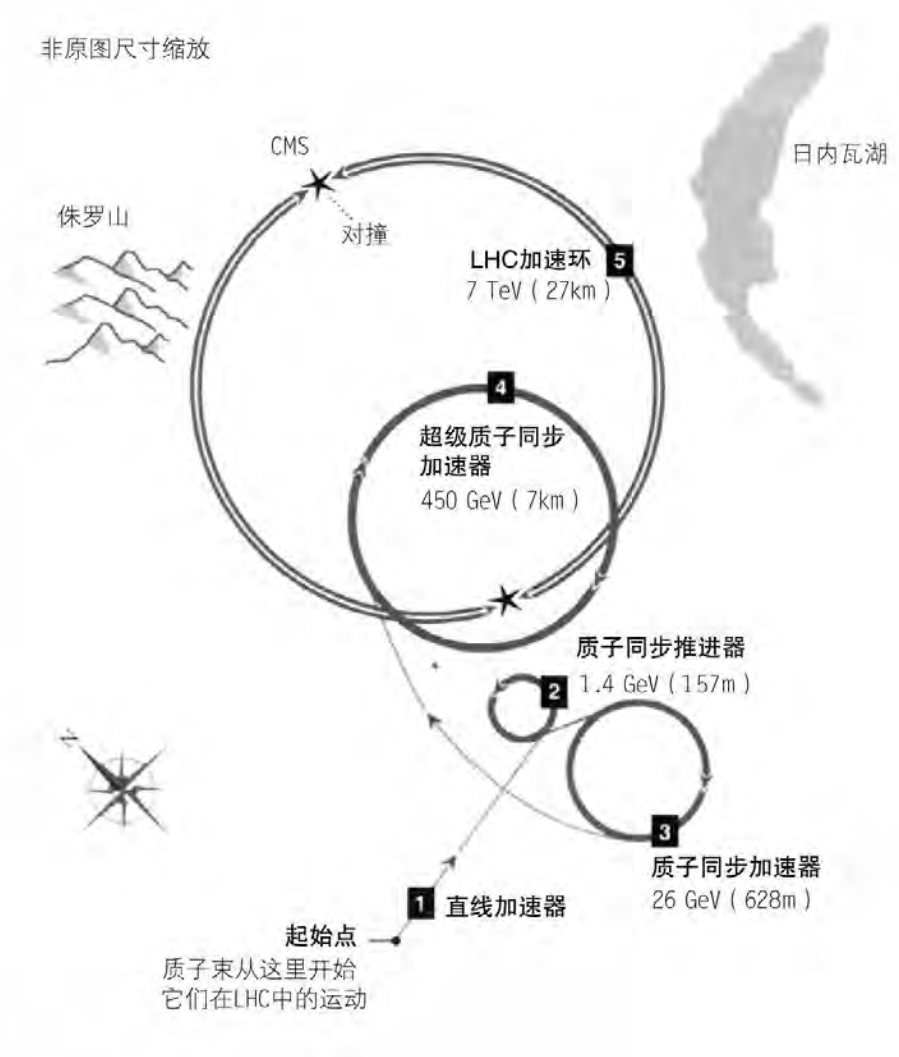 非原图尺寸缩放
CMS
日内瓦湖
侏罗山
对撞
LHC加速环
5
7 TeV（27km）
4
超级质子同步
加速器
450 GeV（7km）
质子同步推进器
2
1.4 GeV（157m）
N
3
质子同步加速器
26 GeV（628m）
1
直线加速器
起始点
质子束从这里开始
它们在LHC中的运动